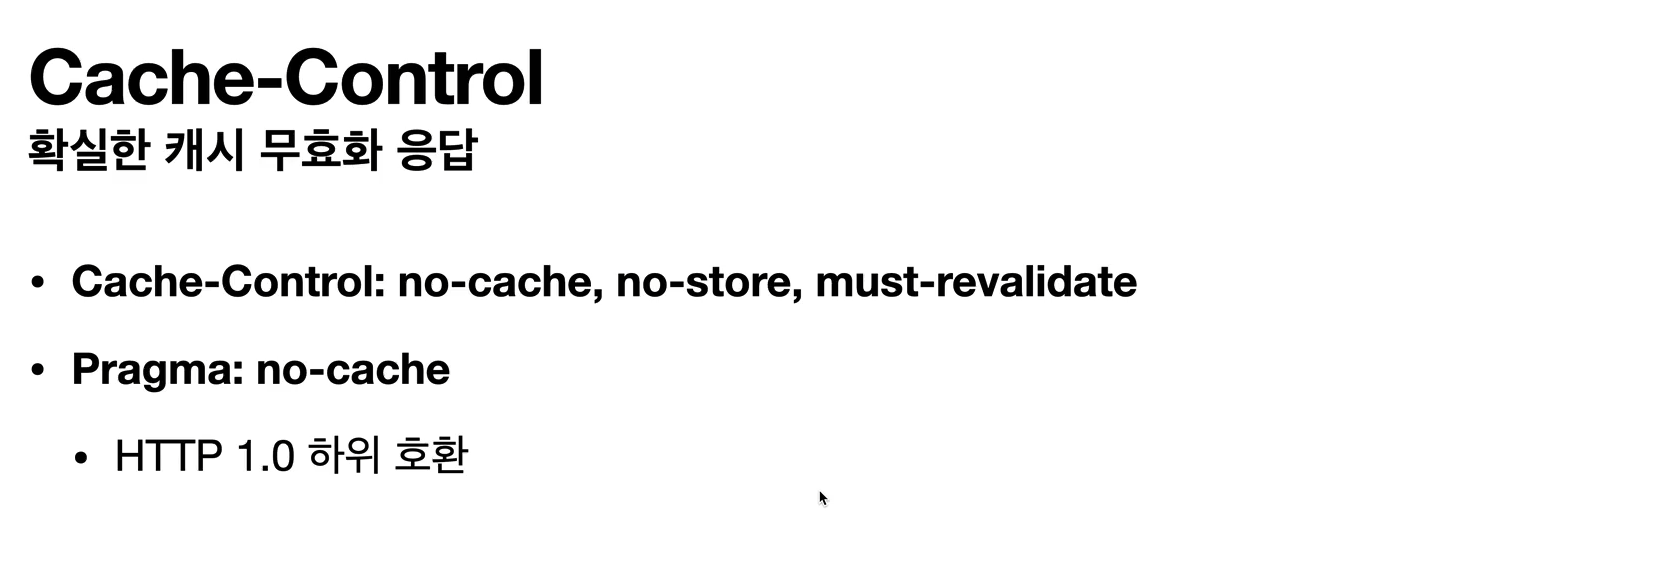 Cache-Control
확실한 캐시 무효화 응답
• Cache-Control: no-cache, no-store, must-revalidate
• Pragma: no-cache
• HTTP 1.0 하위 호환